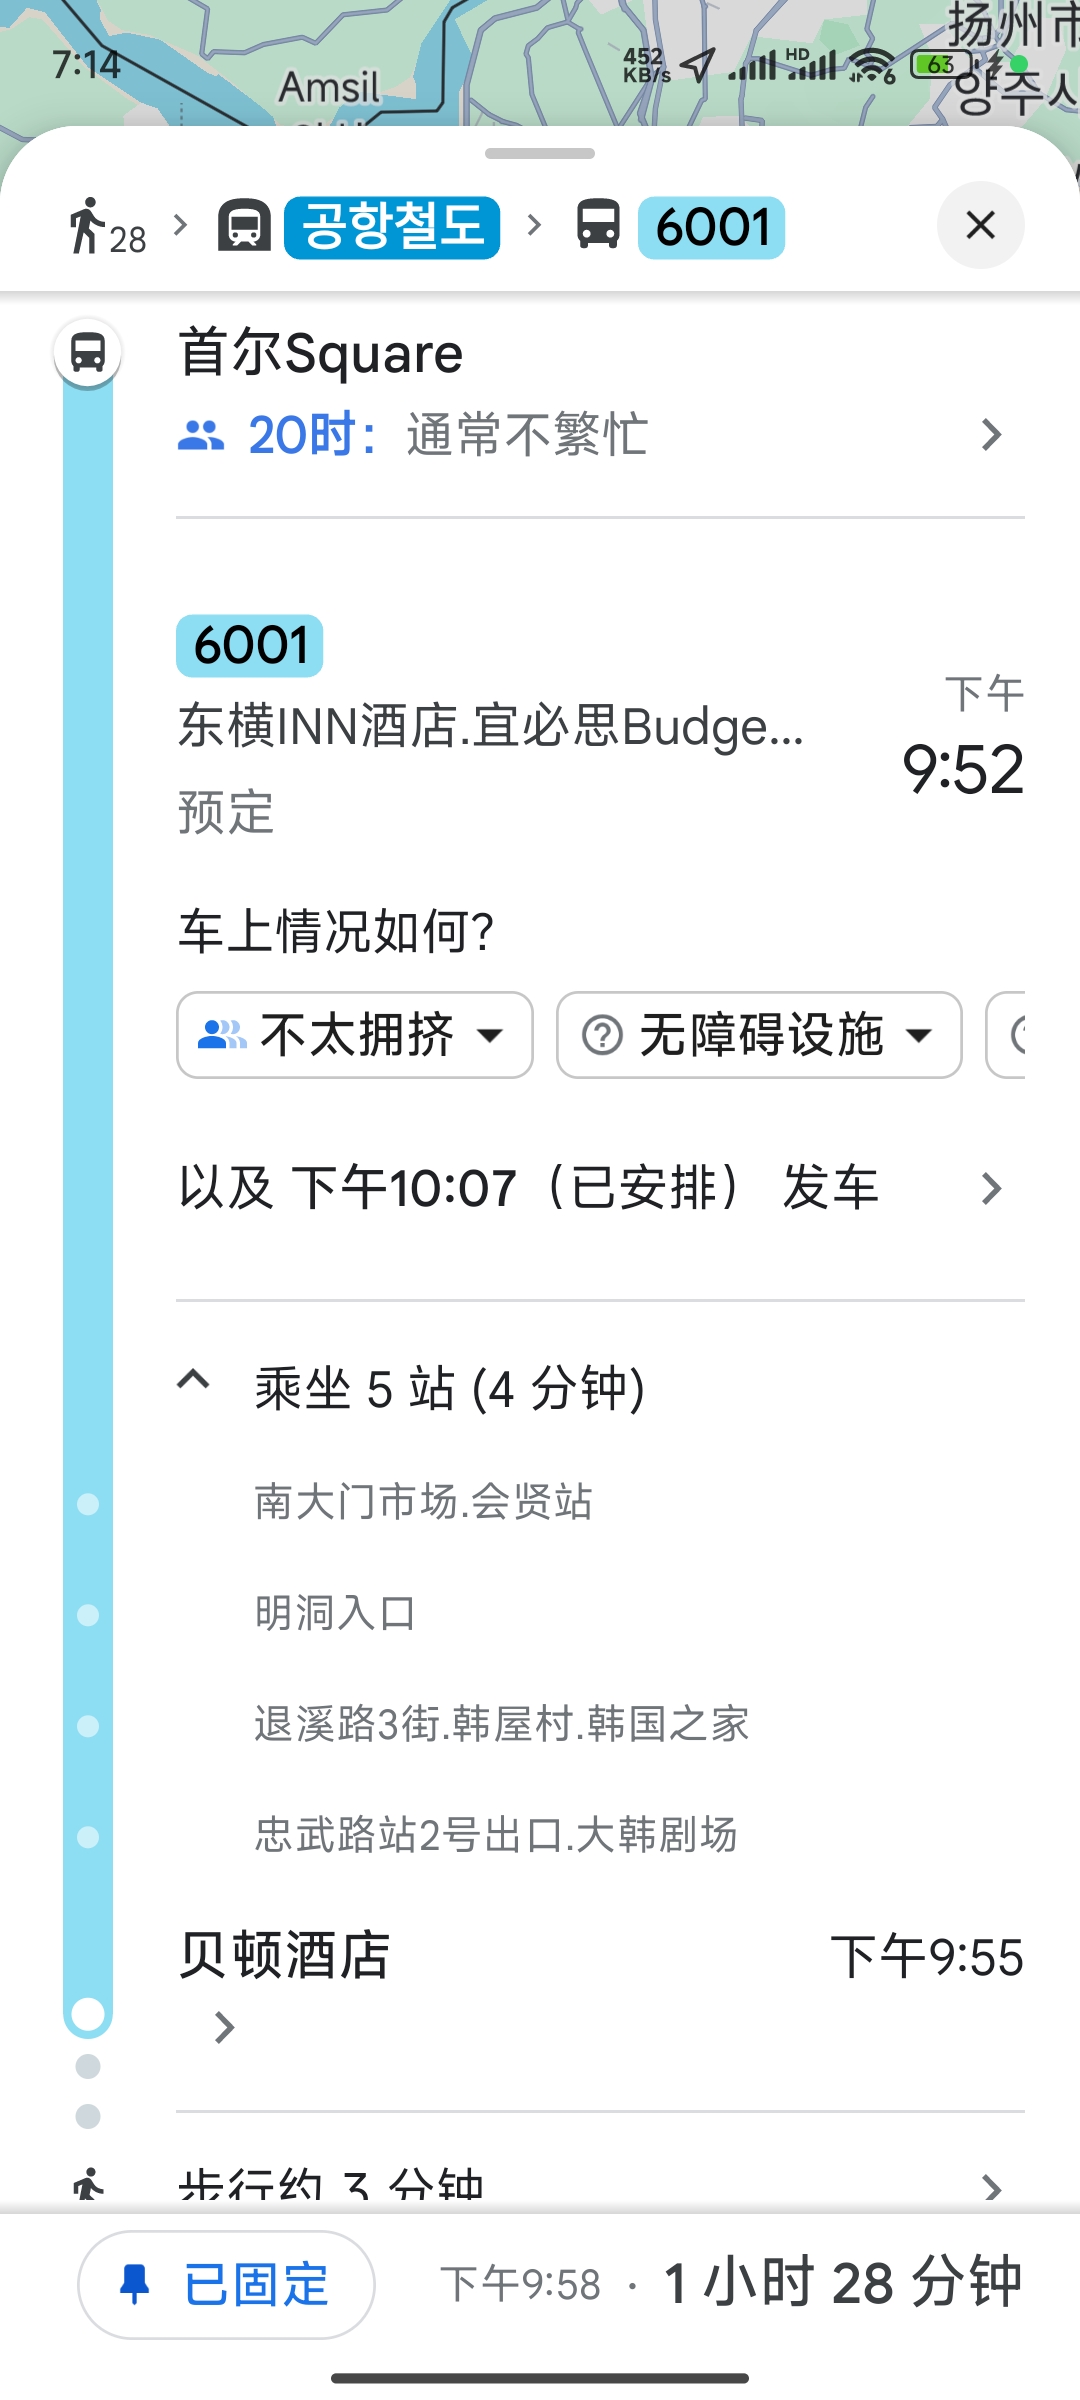 扬州市
7:14
452
KB/s
HD
6
63
Amsil
양주시
28
공항철도
6001
首尔Square
20时： 通常不繁忙
6001
东横INN酒店.宜必思Budge...
预定
下午
9:52
车上情况如何？
不太拥挤
无障碍设施
以及 下午10:07（已安排） 发车
乘坐 5 站 (4 分钟)
南大门市场.会贤站
明洞入口
退溪路3街.韩屋村.韩国之家
忠武路站2号出口.大韩剧场
贝顿酒店
下午9:55
步行约 3 分钟
已固定
下午9:58 · 1 小时 28 分钟